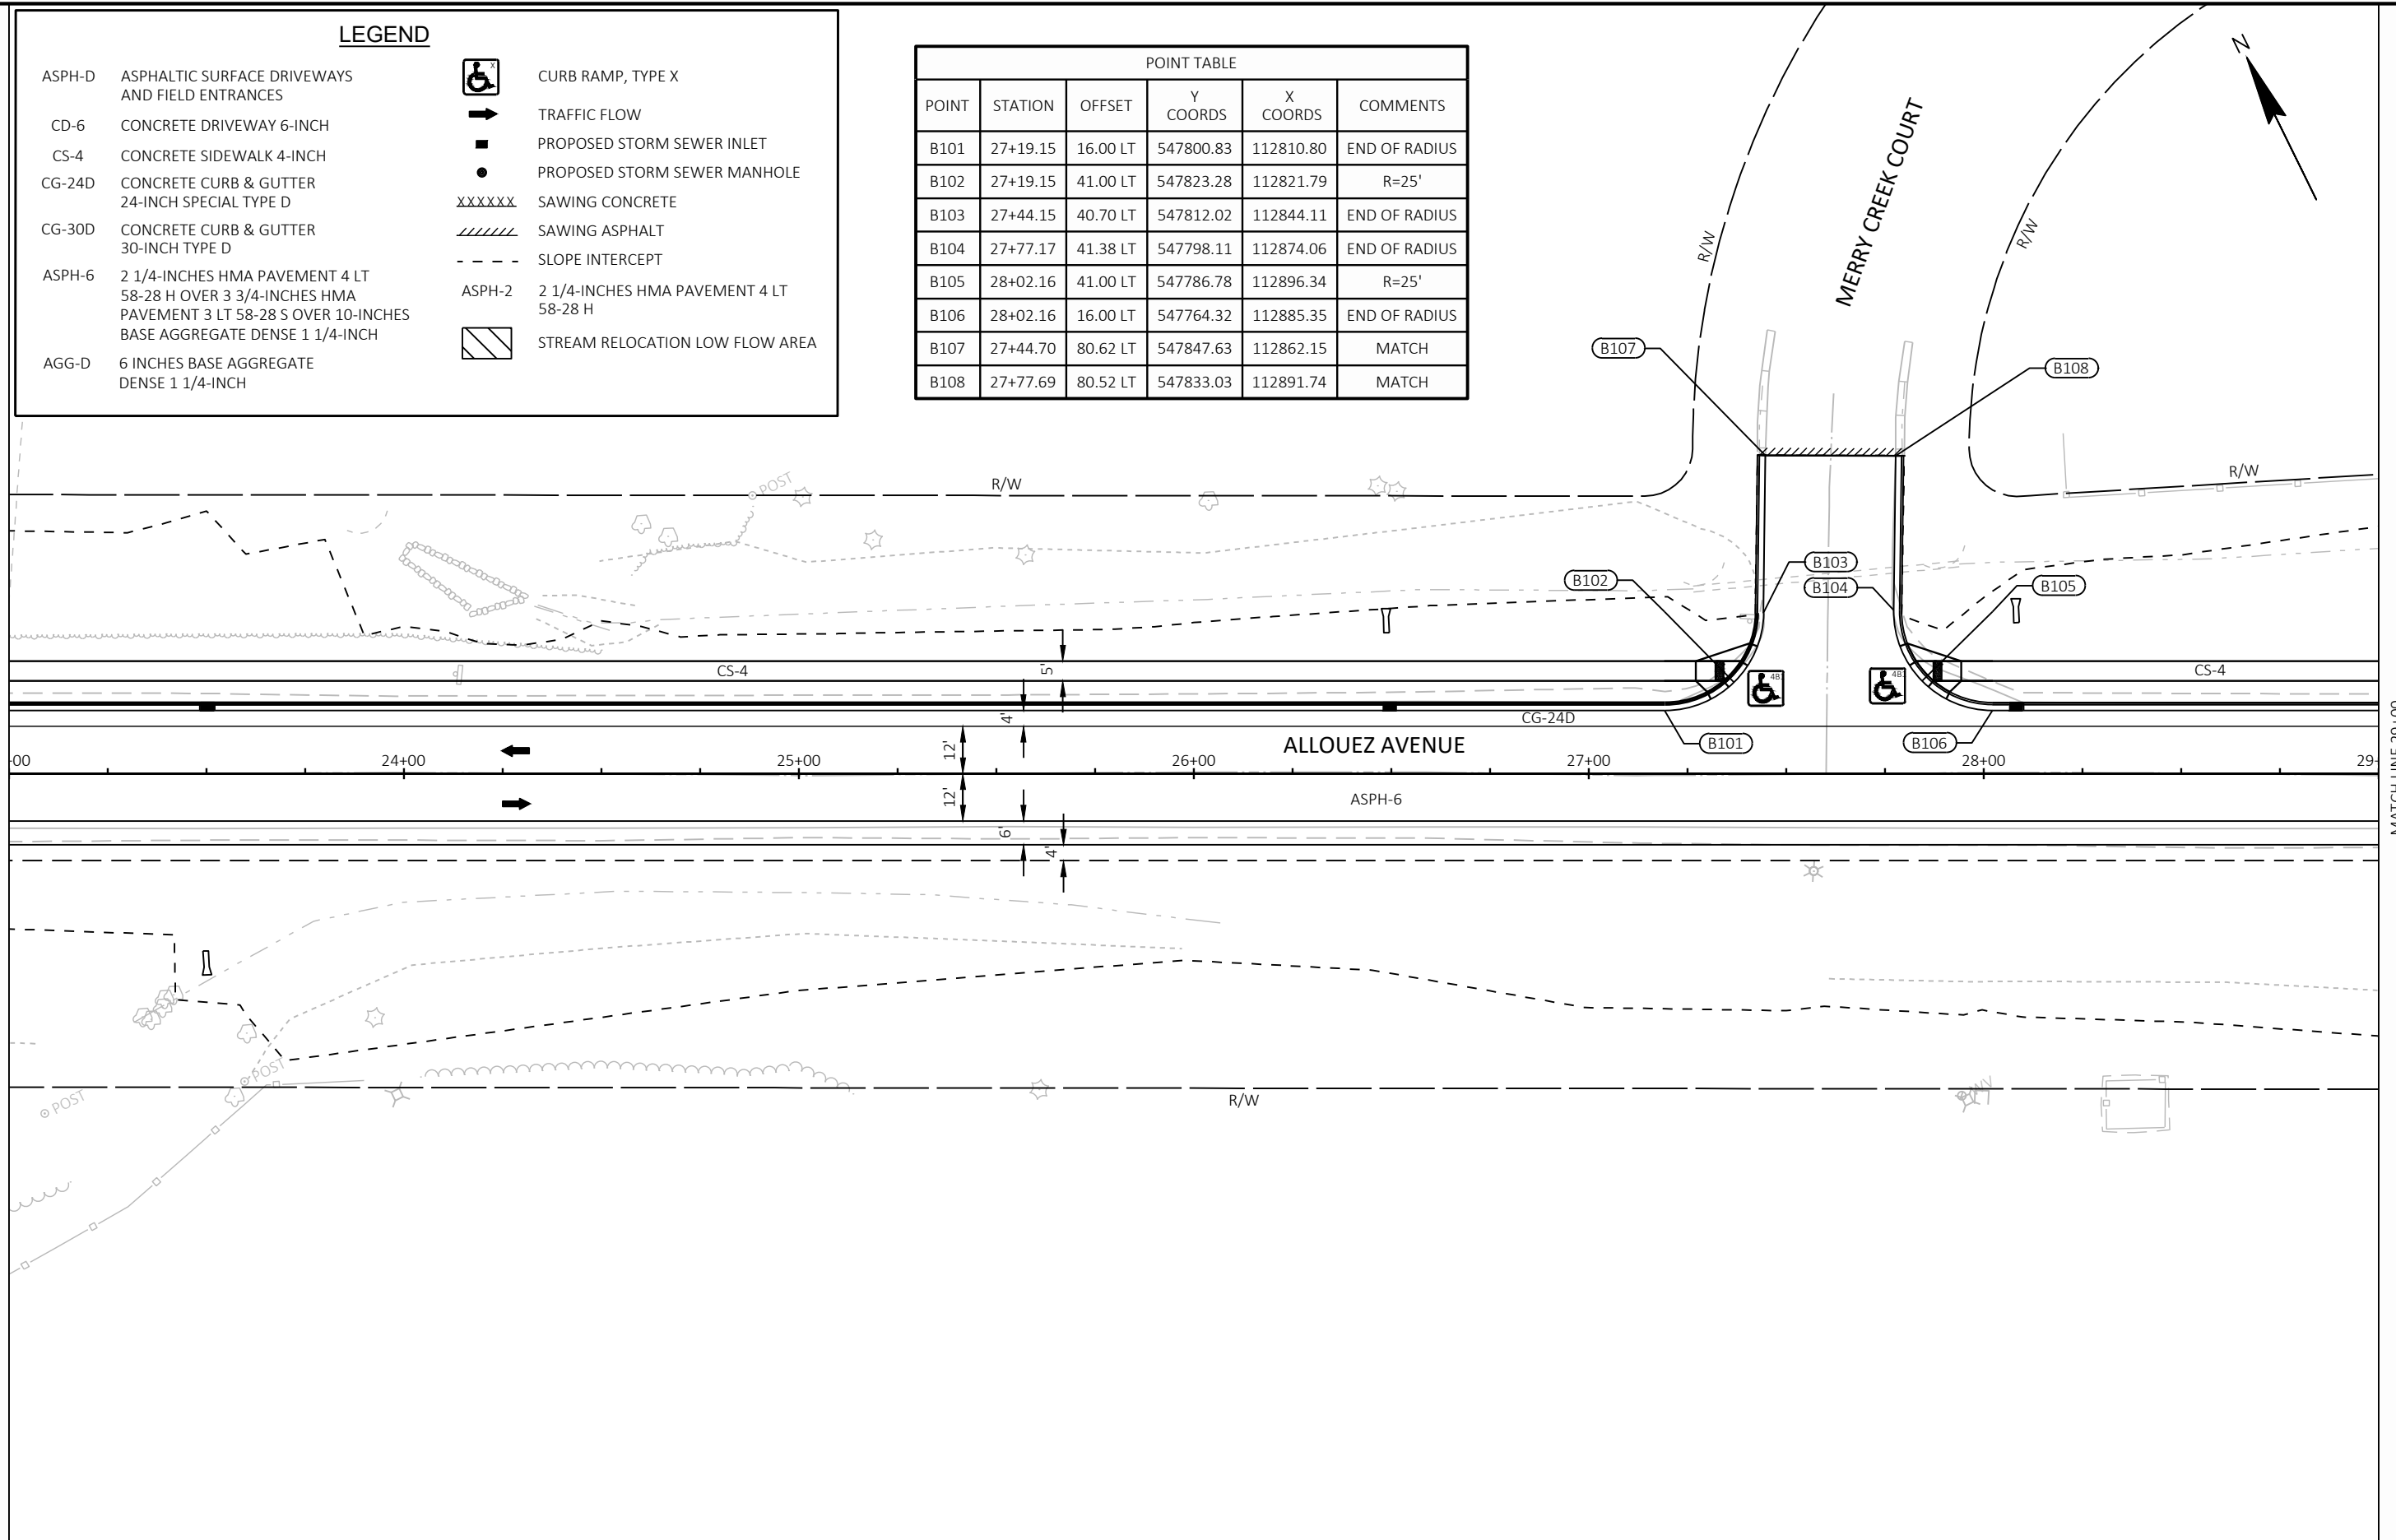 LEGEND
ASPH-D ASPHALTIC SURFACE DRIVEWAYS
AND FIELD ENTRANCES
CD-6 CONCRETE DRIVEWAY 6-INCH
CS-4 CONCRETE SIDEWALK 4-INCH
CG-24D CONCRETE CURB & GUTTER
24-INCH SPECIAL TYPE D
CG-30D CONCRETE CURB & GUTTER
30-INCH TYPE D
ASPH-6 2 1/4-INCHES HMA PAVEMENT 4 LT
58-28 H OVER 3 3/4-INCHES HMA
PAVEMENT 3 LT 58-28 S OVER 10-INCHES
BASE AGGREGATE DENSE 1 1/4-INCH
AGG-D 6 INCHES BASE AGGREGATE
DENSE 1 1/4-INCH
X
CURB RAMP, TYPE X
TRAFFIC FLOW
PROPOSED STORM SEWER INLET
PROPOSED STORM SEWER MANHOLE
XXXXXX SAWING CONCRETE
SAWING ASPHALT
SLOPE INTERCEPT
ASPH-2 2 1/4-INCHES HMA PAVEMENT 4 LT
58-28 H
STREAM RELOCATION LOW FLOW AREA
POINT TABLE
POINT STATION OFFSET Y COORDS X COORDS COMMENTS
B101 27+19.15 16.00 LT 547800.83 112810.80 END OF RADIUS
B102 27+19.15 41.00 LT 547823.28 112821.79 R=25'
B103 27+44.15 40.70 LT 547812.02 112844.11 END OF RADIUS
B104 27+77.17 41.38 LT 547798.11 112874.06 END OF RADIUS
B105 28+02.16 41.00 LT 547786.78 112896.34 R=25'
B106 28+02.16 16.00 LT 547764.32 112885.35 END OF RADIUS
B107 27+44.70 80.62 LT 547847.63 112862.15 MATCH
B108 27+77.69 80.52 LT 547833.03 112891.74 MATCH
N
MERRY CREEK COURT
R/W
R/W
B107
B108
R/W
POST
R/W
B103
B102
B104
B105
CS-4
5'
4B1
4B1
CS-4
4'
CG-24D
12'
ALLOUEZ AVENUE
B101
B106
-00
24+00
25+00
26+00
27+00
28+00
29+
12'
ASPH-6
6'
4'
POST
POST
R/W